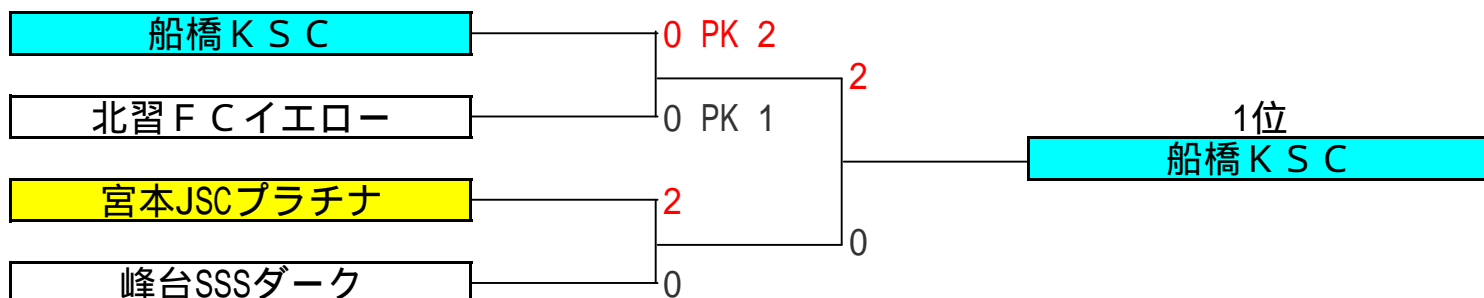 船橋ＫＳＣ
0 PK 2
2
北習ＦＣイエロー
0 PK 1
1位
船橋ＫＳＣ
宮本JSCプラチナ
2
0
峰台SSSダーク
0